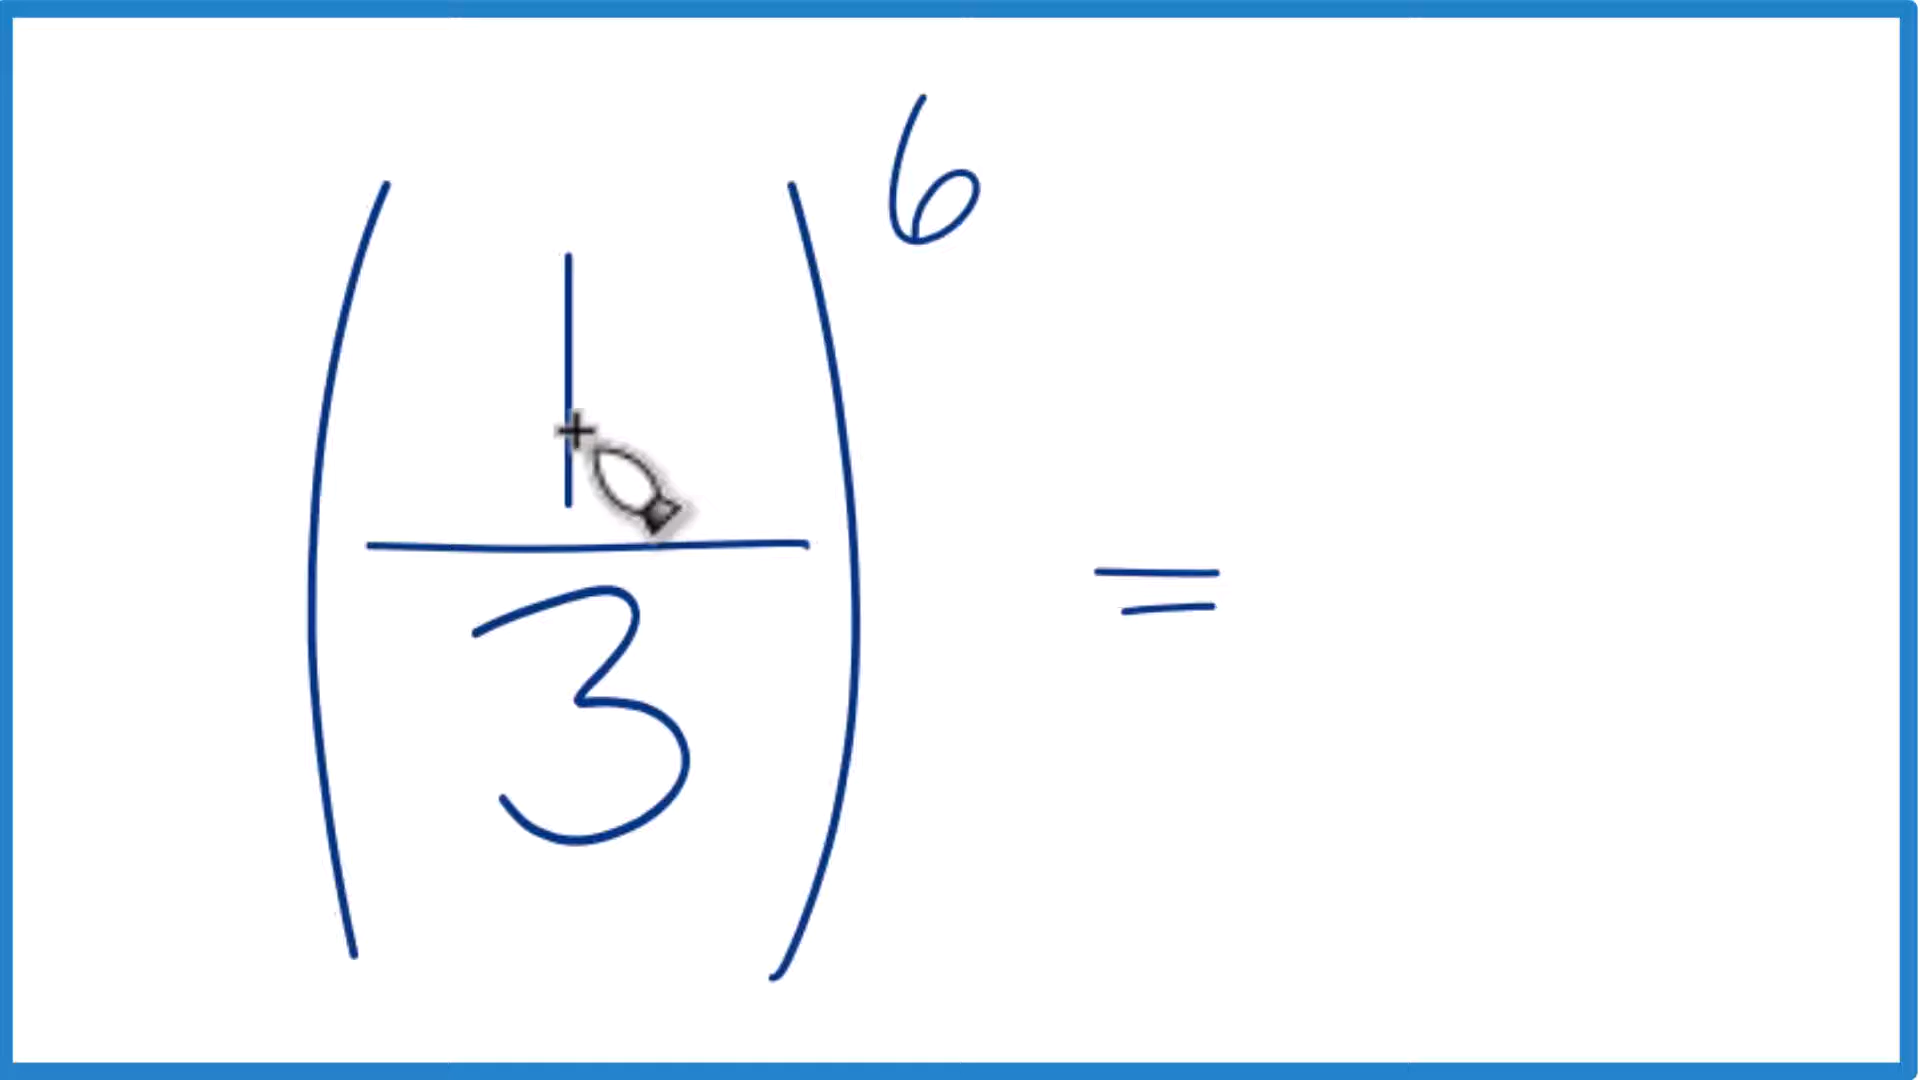 (1/3)^6 =